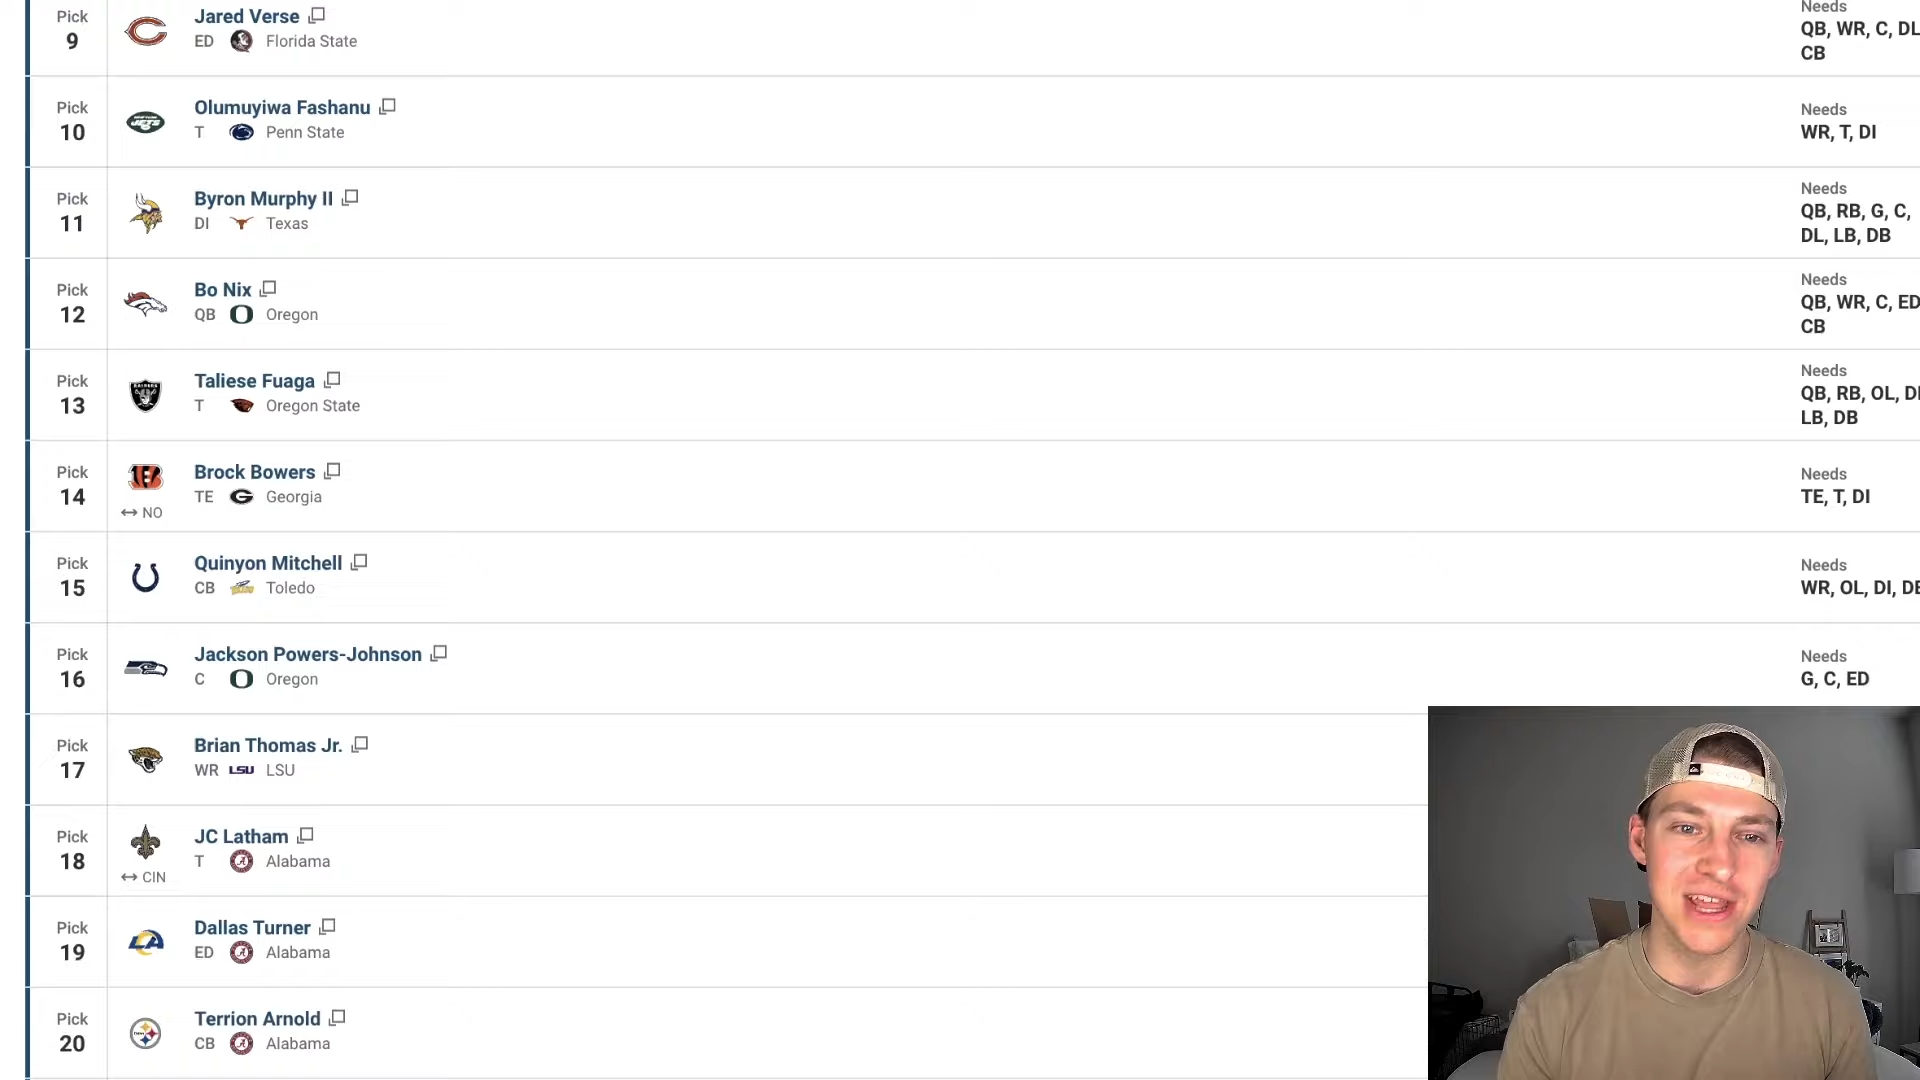 Pick
9
Jared Verse
ED Florida State
Needs
QB, WR, C, DL
CB
Pick
10
Olumuyiwa Fashanu
T Penn State
Needs
WR, T, DI
Pick
11
Byron Murphy II
DI Texas
Needs
QB, RB, G, C,
DL, LB, DB
Pick
12
Bo Nix
QB Oregon
Needs
QB, WR, C, ED
CB
Pick
13
Taliese Fuaga
T Oregon State
Needs
QB, RB, OL, DI
LB, DB
Pick
14
NO
Brock Bowers
TE Georgia
Needs
TE, T, DI
Pick
15
Quinyon Mitchell
CB Toledo
Needs
WR, OL, DI, DB
Pick
16
Jackson Powers-Johnson
C Oregon
Needs
G, C, ED
Pick
17
Brian Thomas Jr.
WR LSU LSU
Pick
18
CIN
JC Latham
T Alabama
Pick
19
Dallas Turner
ED Alabama
Pick
20
Terrion Arnold
CB Alabama